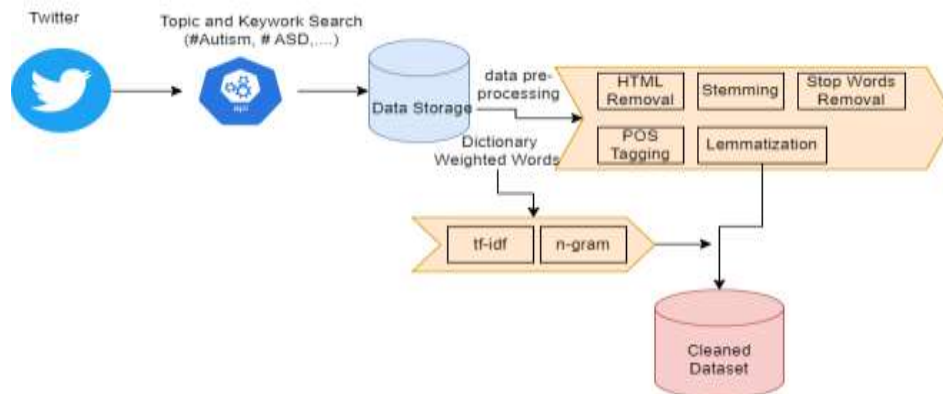 Twitter
Topic and Keywork Search
(#Autism, # ASD,....)
api
Data Storage
data pre-
processing
HTML
Removal
Stemming
Stop Words
Removal
POS
Tagging
Lemmatization
Dictionary
Weighted Words
tf-idf
n-gram
Cleaned
Dataset